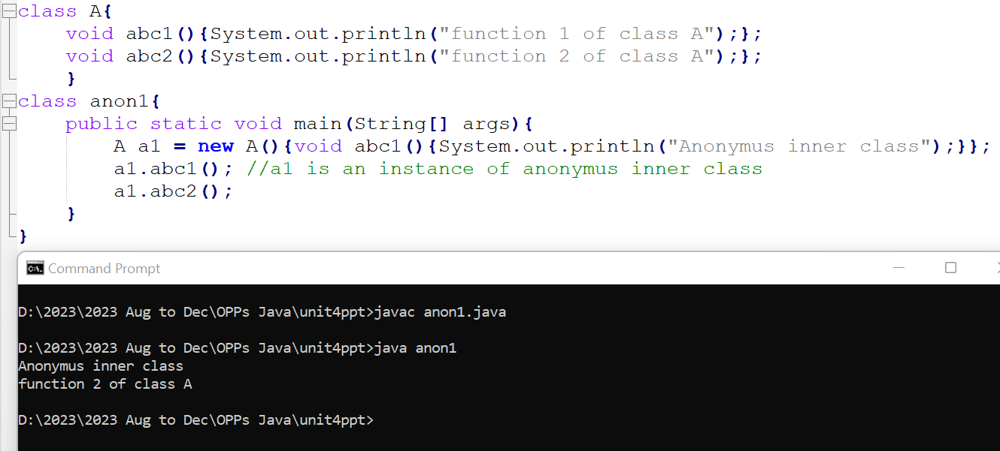 class A{
void abc1(){System.out.println("function 1 of class A");};
void abc2(){System.out.println("function 2 of class A");};
}
class anon1{
public static void main(String[] args){
A a1 = new A(){void abc1(){System.out.println("Anonymus inner class");}};
a1.abc1(); //a1 is an instance of anonymus inner class
a1.abc2();
}
}
Command Prompt
D:\2023\2023 Aug to Dec\OPPs Java\unit4ppt>javac anon1.java
D:\2023\2023 Aug to Dec\OPPs Java\unit4ppt>java anon1
Anonymus inner class
function 2 of class A
D:\2023\2023 Aug to Dec\OPPs Java\unit4ppt>